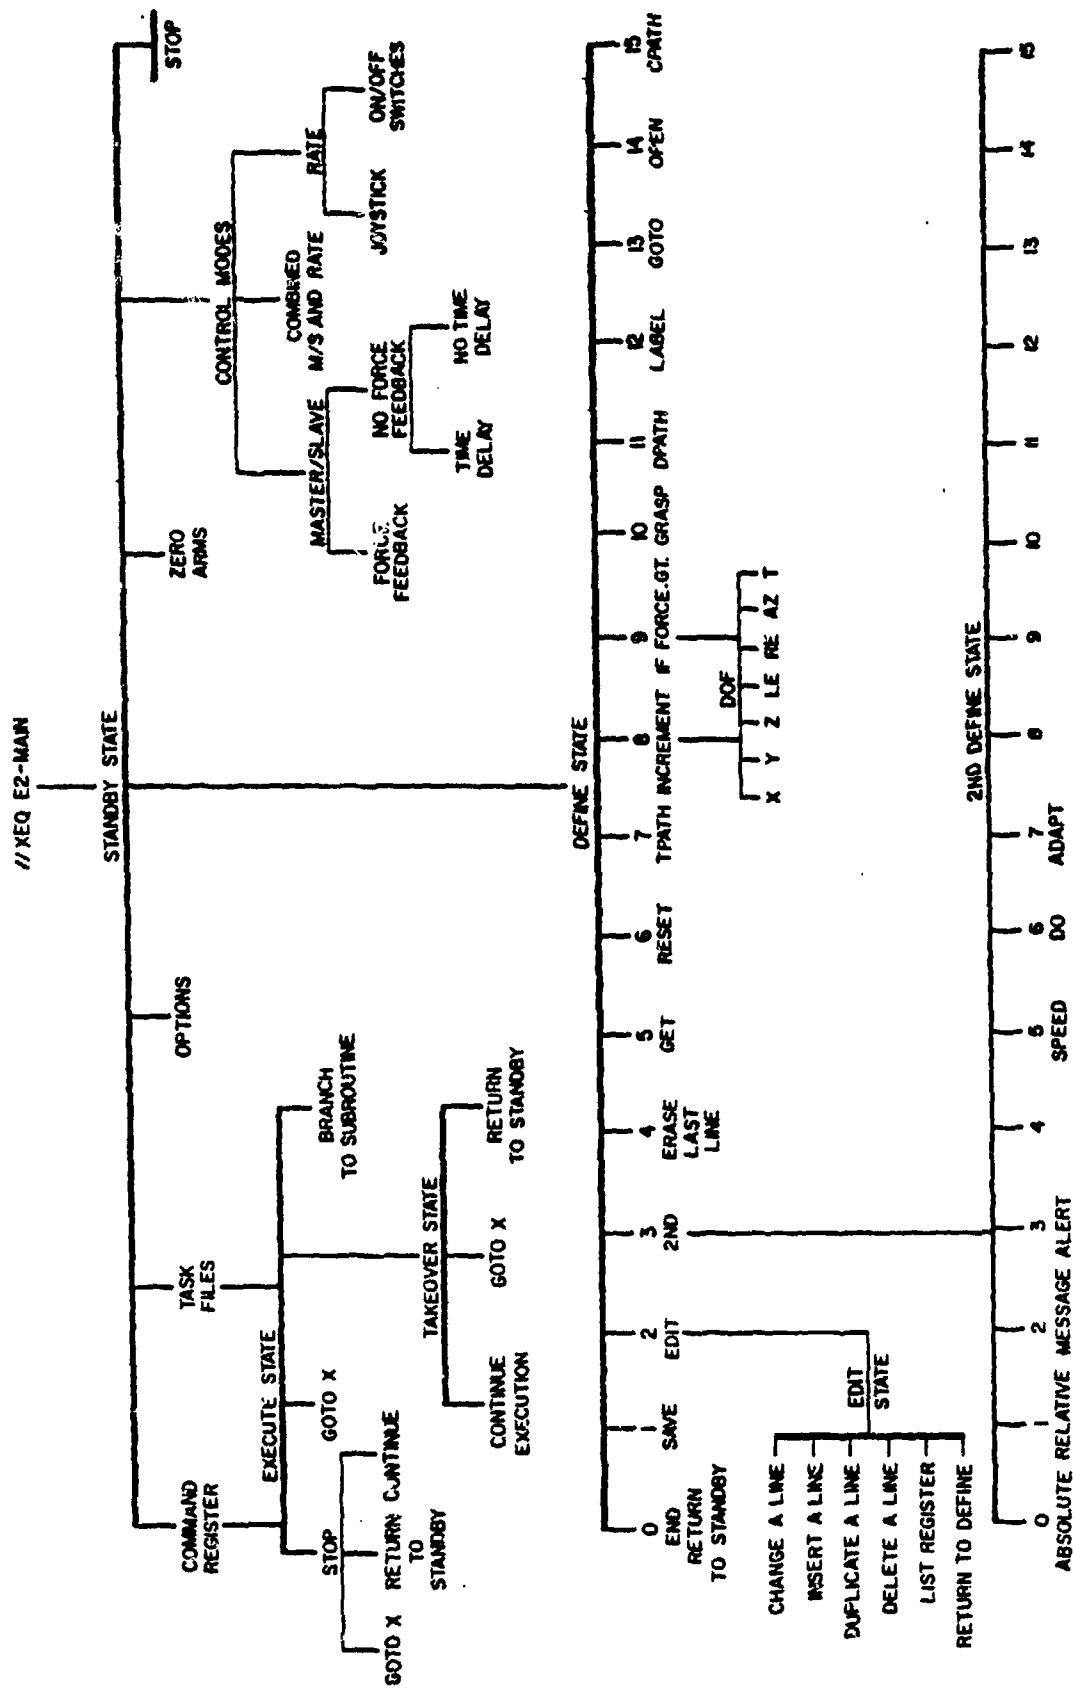 //XEQ E2-MAIN
STANDBY STATE
COMMAND
REGISTER
TASK
FILES
OPTIONS
ZERO
ARMS
STOP
EXECUTE STATE
STOP
GOTO X
BRANCH
TO SUBROUTINE
GOTO X
RETURN
TO
STANDBY
CONTINUE
TAKEOVER STATE
CONTINUE
EXECUTION
GOTO X
RETURN
TO STANDBY
CONTROL MODES
MASTER/SLAVE
COMBINED
M/S AND RATE
RATE
FORCE
FEEDBACK
NO FORCE
FEEDBACK
JOYSTICK
ON/OFF
SWITCHES
TIME
DELAY
NO TIME
DELAY
DEFINE STATE
0 1 2 3 4 5 6 7 8 9 10 11 12 13 14 15
END
RETURN
TO STANDBY
SAVE
EDIT
2ND
ERASE
LAST
LINE
GET
RESET
TPATH
INCREMENT
IF FORCE.GT.
GRASP
DPATH
LABEL
GOTO
OPEN
CPATH
DOF
X Y Z LE RE AZ T
EDIT
STATE
CHANGE A LINE
INSERT A LINE
DUPLICATE A LINE
DELETE A LINE
LIST REGISTER
RETURN TO DEFINE
2ND DEFINE STATE
0 1 2 3 4 5 6 7 8 9 10 11 12 13 14 15
ABSOLUTE RELATIVE MESSAGE ALERT SPEED DO ADAPT